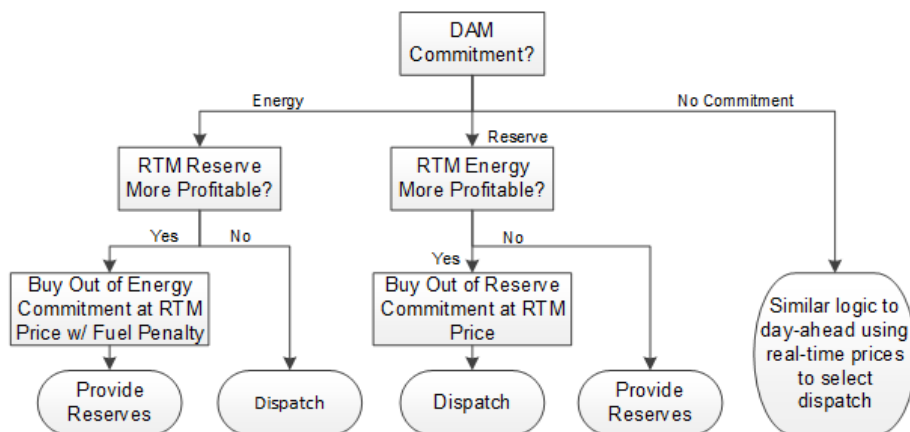 DAM
Commitment?
Energy
No Commitment
Reserve
RTM Reserve
More Profitable?
RTM Energy
More Profitable?
Yes
No
Yes
No
Buy Out of Energy
Commitment at RTM
Price w/ Fuel Penalty
Buy Out of Reserve
Commitment at RTM
Price
Similar logic to
day-ahead using
real-time prices
to select
dispatch
Provide
Reserves
Dispatch
Dispatch
Provide
Reserves